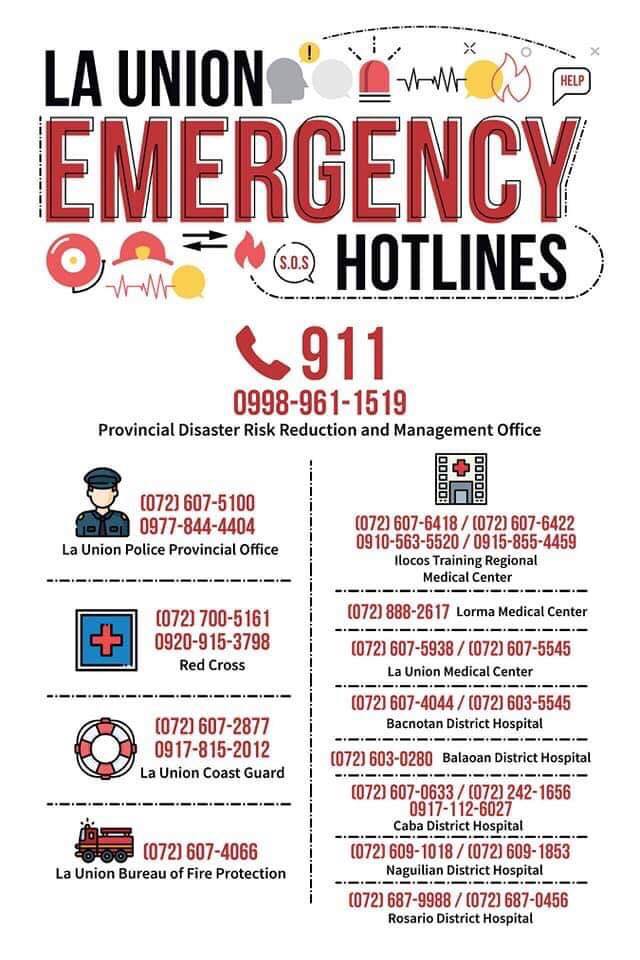 LA UNION
!
HELP
EMERGENCY
S.O.S
HOTLINES
911
0998-961-1519
Provincial Disaster Risk Reduction and Management Office
(072) 607-5100
0977-844-4404
La Union Police Provincial Office
(072) 700-5161
0920-915-3798
Red Cross
(072) 607-2877
0917-815-2012
La Union Coast Guard
(072) 607-4066
La Union Bureau of Fire Protection
(072) 607-6418 / (072) 607-6422
0910-563-5520 / 0915-855-4459
Ilocos Training Regional
Medical Center
(072) 888-2617 Lorma Medical Center
(072) 607-5938 / (072) 607-5545
La Union Medical Center
(072) 607-4044 / (072) 603-5545
Bacnotan District Hospital
(072) 603-0280 Balaoan District Hospital
(072) 607-0633 / (072) 242-1656
0917-112-6027
Caba District Hospital
(072) 609-1018 / (072) 609-1853
Naguilian District Hospital
(072) 687-9988 / (072) 687-0456
Rosario District Hospital